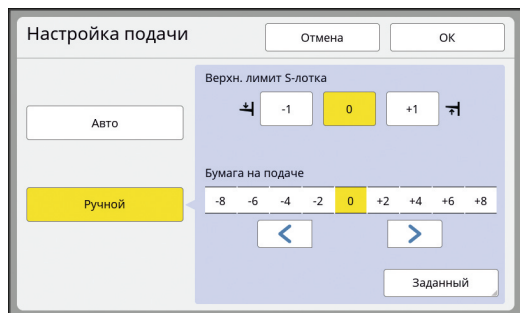 Настройка подачи
Отмена
ОК
Верхн. лимит S-лотка
-1 0 +1
Авто
Бумага на подаче
Ручной
-8 -6 -4 -2 0 +2 +4 +6 +8
Заданный